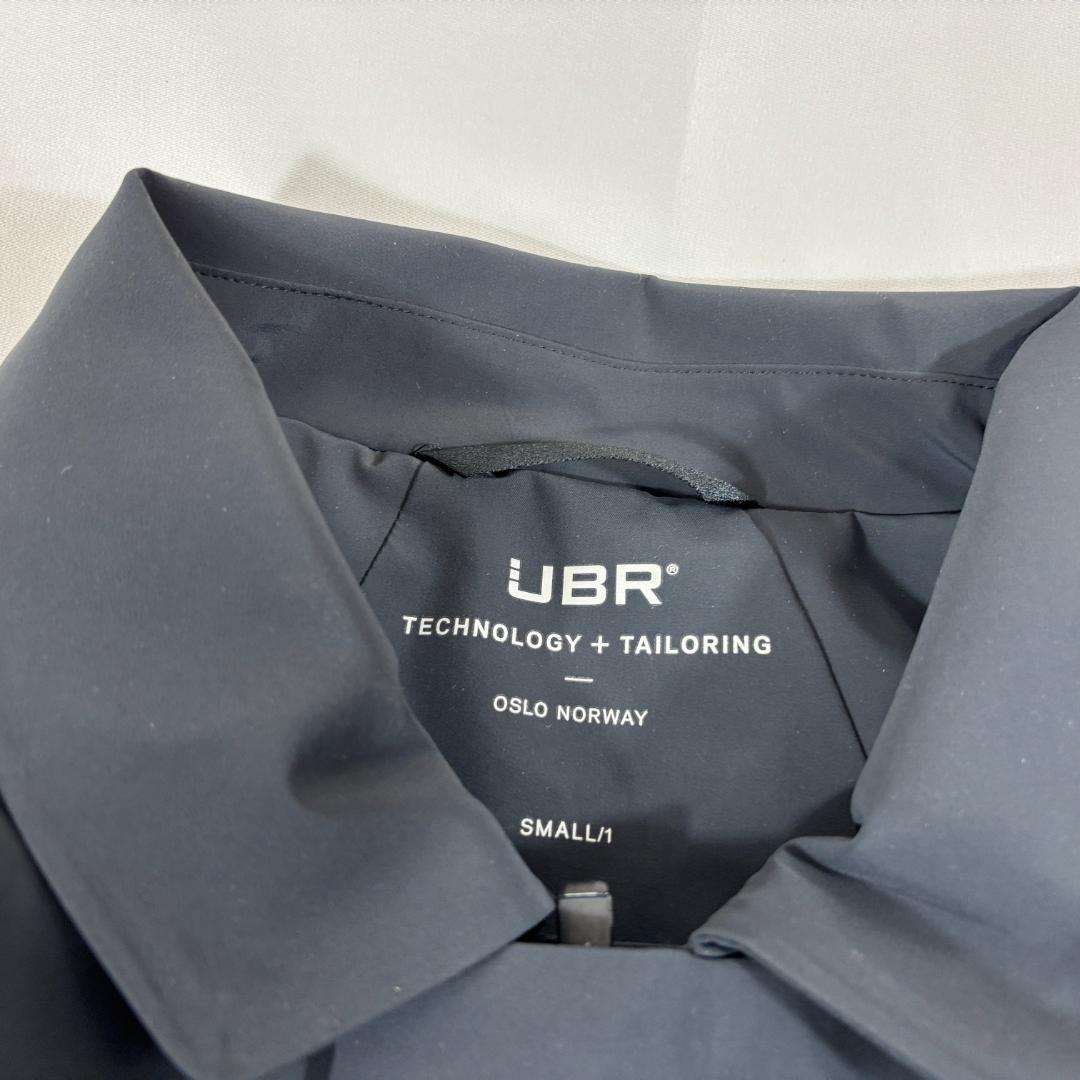 UBR®
TECHNOLOGY + TAILORING
—
OSLO NORWAY
SMALL/1